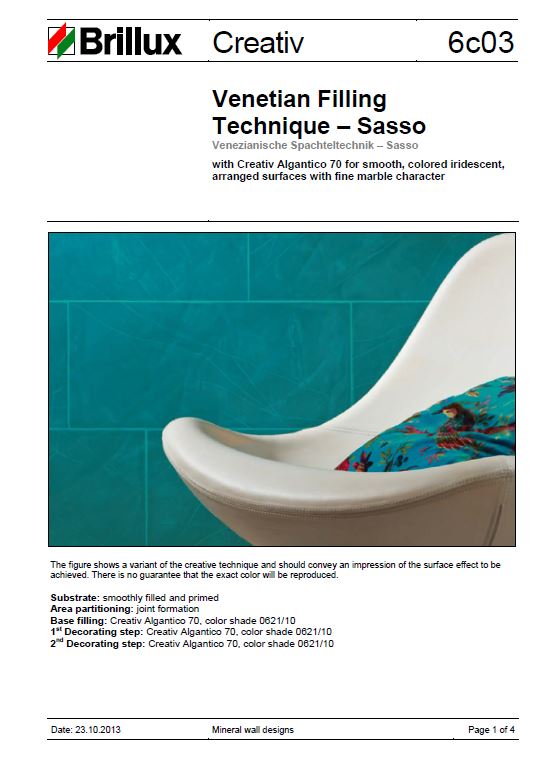 Brillux Creativ 6c03
Venetian Filling
Technique – Sasso
Venezianische Spachteltechnik – Sasso
with Creativ Algantico 70 for smooth, colored iridescent,
arranged surfaces with fine marble character
The figure shows a variant of the creative technique and should convey an impression of the surface effect to be
achieved. There is no guarantee that the exact color will be reproduced.
Substrate: smoothly filled and primed
Area partitioning: joint formation
Base filling: Creativ Algantico 70, color shade 0621/10
1st Decorating step: Creativ Algantico 70, color shade 0621/10
2nd Decorating step: Creativ Algantico 70, color shade 0621/10
Date: 23.10.2013 Mineral wall designs Page 1 of 4